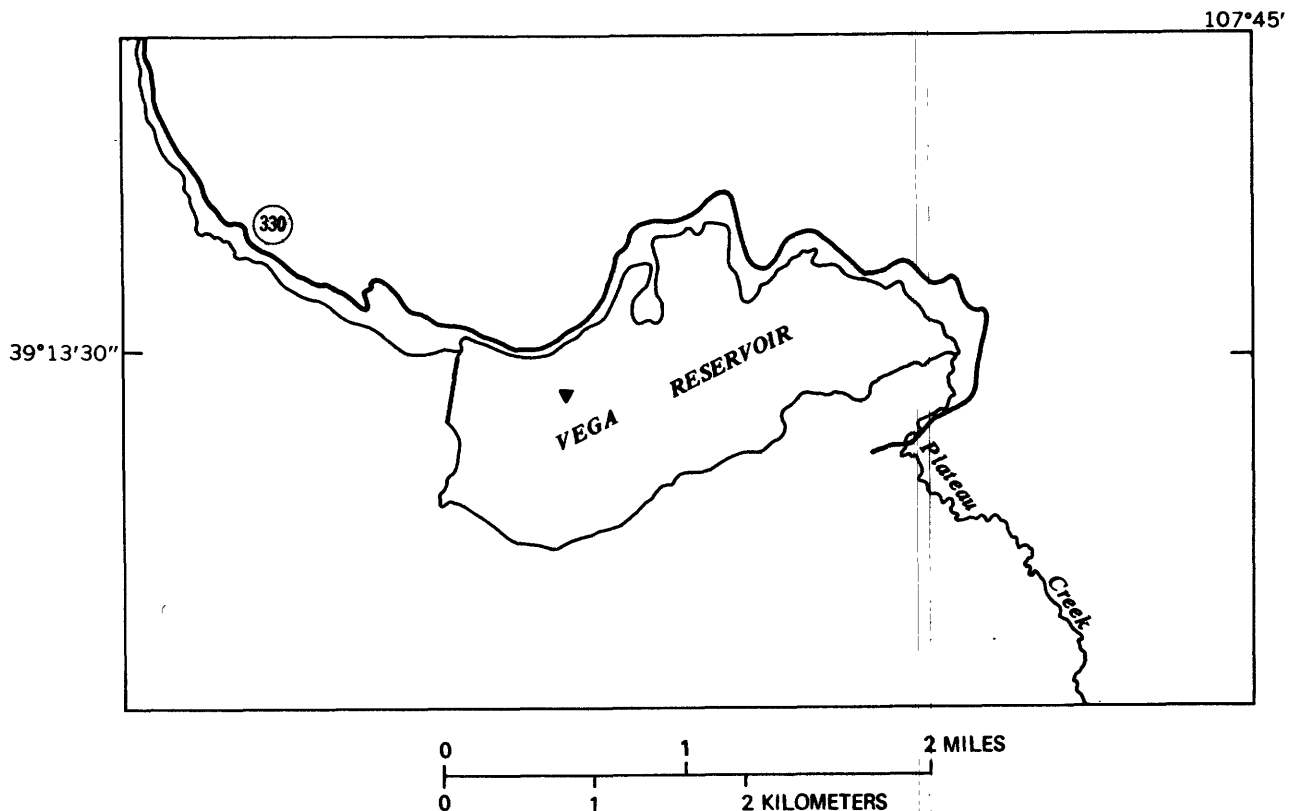 107°45'
330
39°13'30"
RESERVOIR
VEGA
Plateau
Creek
0 1 2 MILES
0 1 2 KILOMETERS